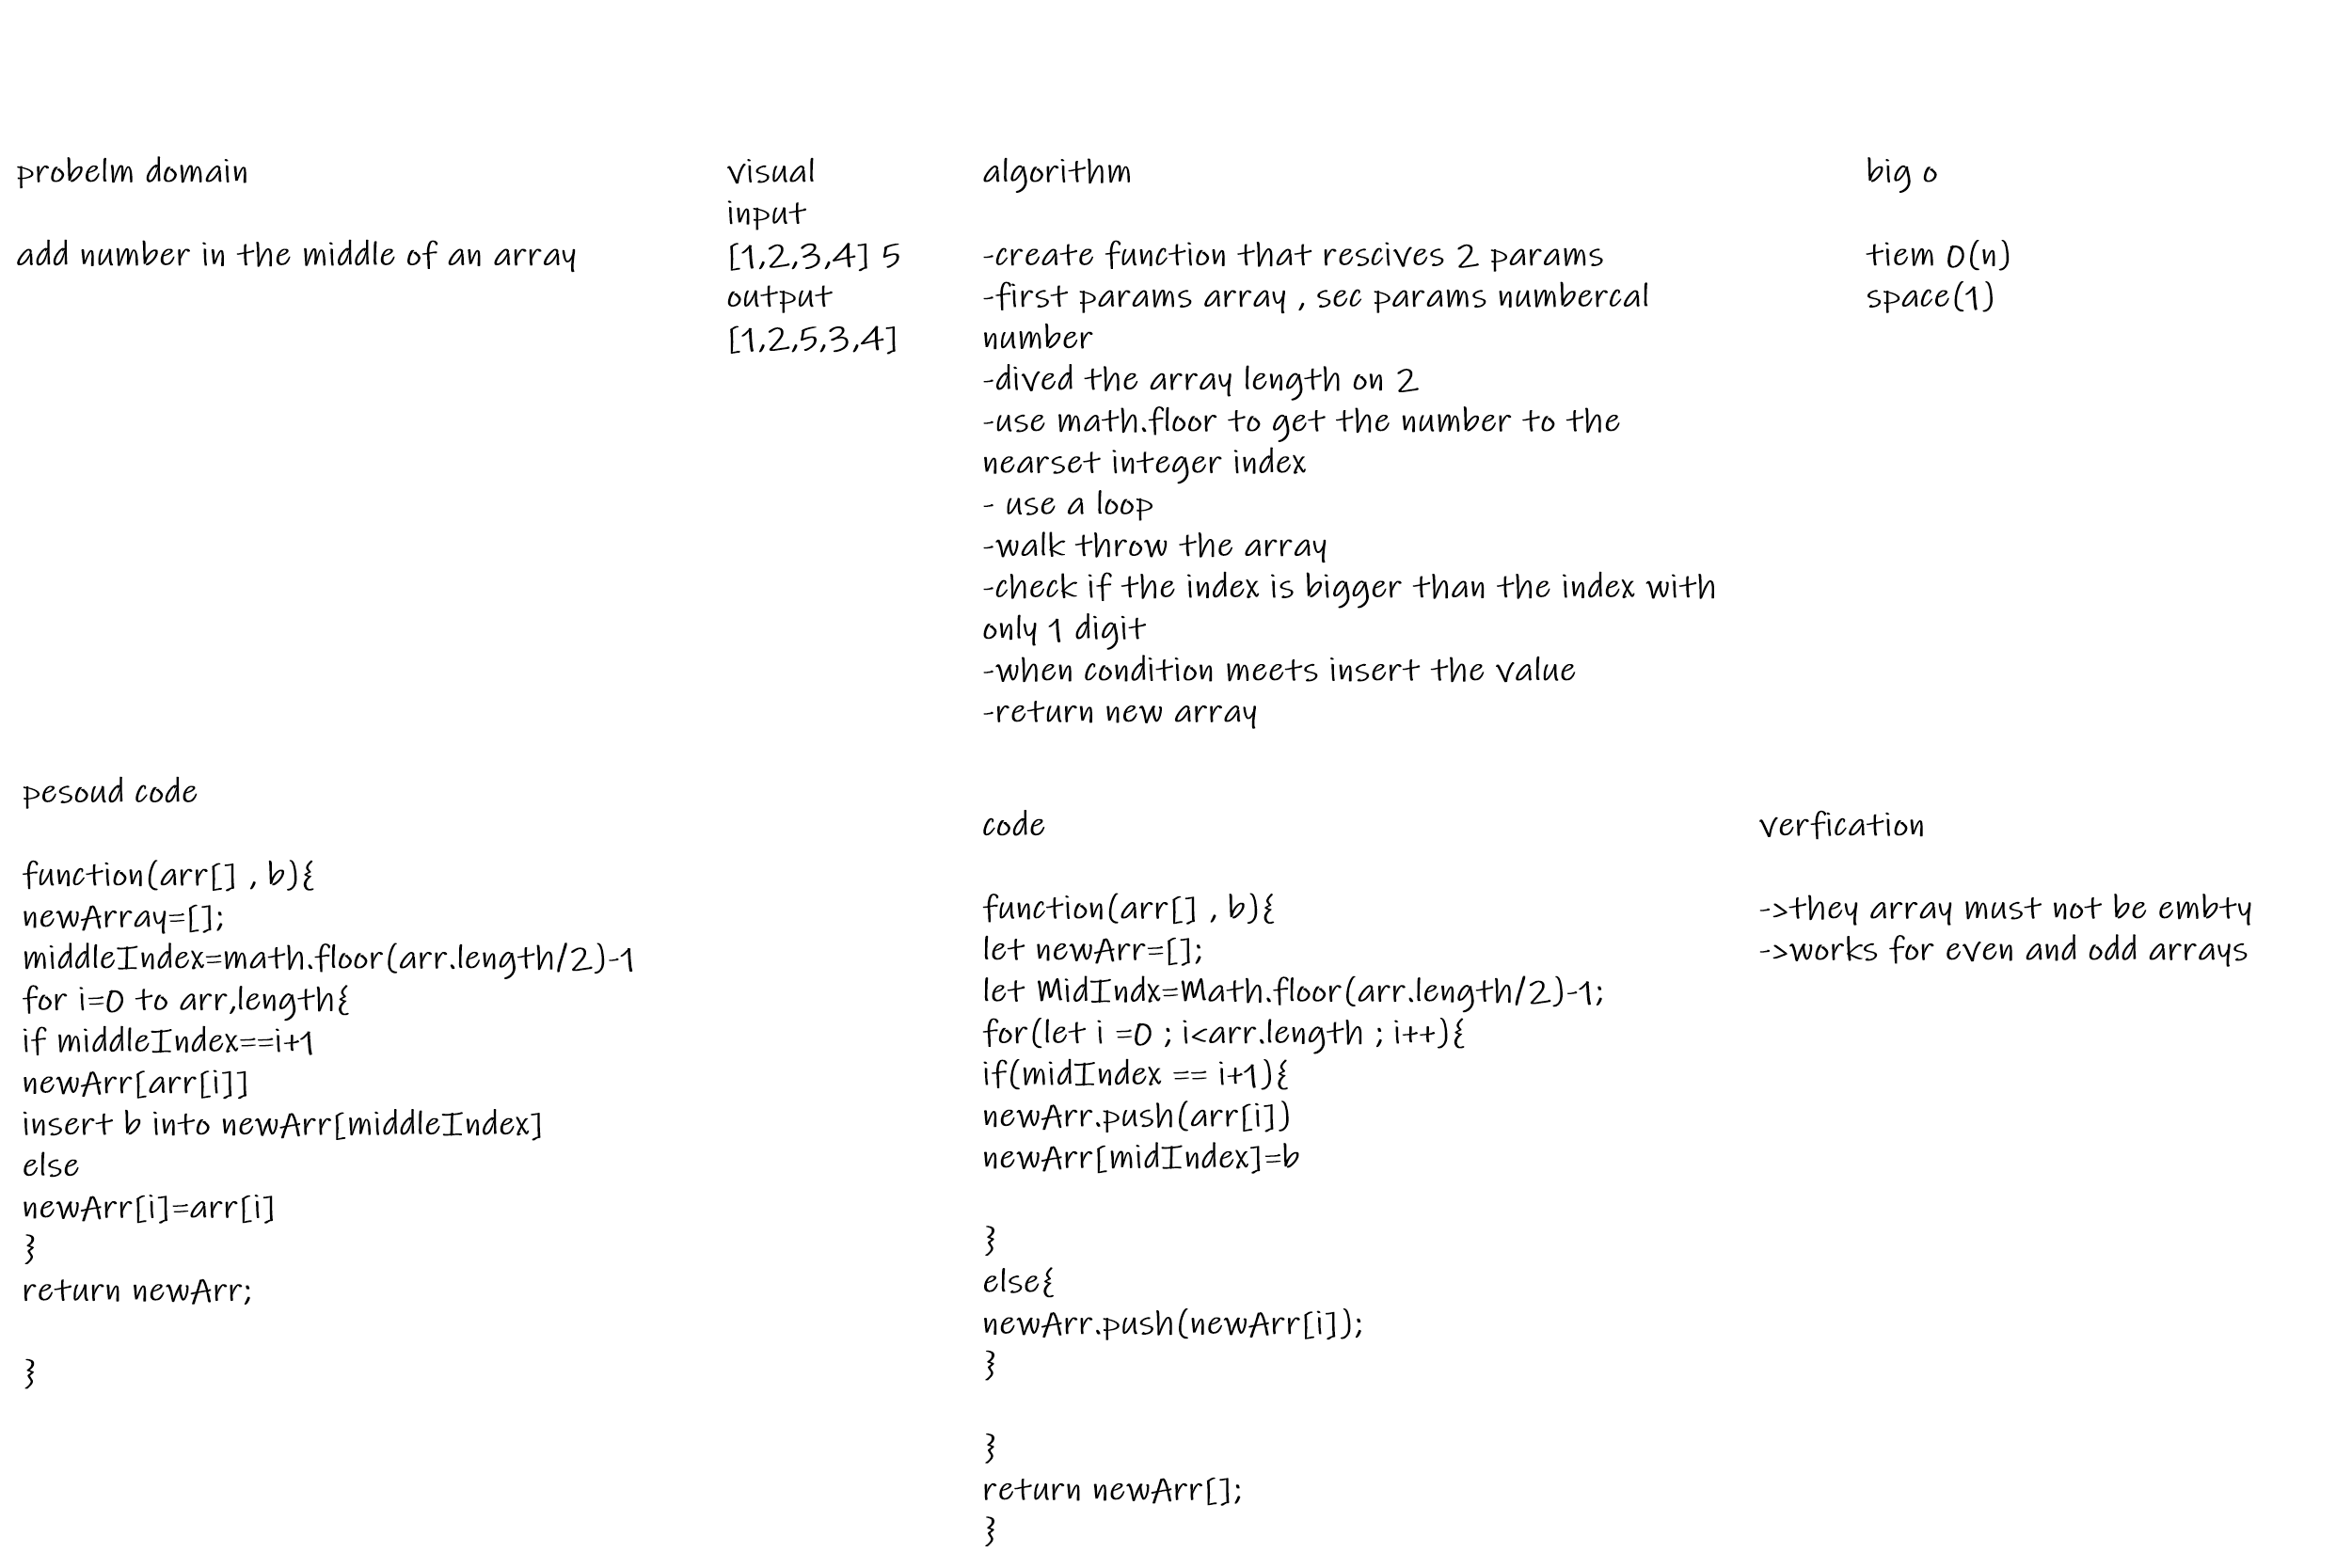 probelm domain
add number in the middle of an array
visual
input
[1,2,3,4] 5
output
[1,2,5,3,4]
algorithm
-create function that rescives 2 params
-first params array , sec params numbercal
number
-dived the array length on 2
-use math.floor to get the number to the
nearset integer index
- use a loop
-walk throw the array
-check if the index is bigger than the index with
only 1 digit
-when condition meets insert the value
-return new array
big o
tiem O(n)
space(1)
pesoud code
function(arr[] , b){
newArray=[];
middleIndex=math.floor(arr.length/2)-1
for i=0 to arr,length{
if middleIndex==i+1
newArr[arr[i]]
insert b into newArr[middleIndex]
else
newArr[i]=arr[i]
}
return newArr;
}
code
function(arr[] , b){
let newArr=[];
let MidIndx=Math.floor(arr.length/2)-1;
for(let i =0 ; i<arr.length ; i++){
if(midIndex == i+1){
newArr.push(arr[i])
newArr[midIndex]=b
}
else{
newArr.push(newArr[i]);
}
}
return newArr[];
}
verfication
->they array must not be embty
->works for even and odd arrays